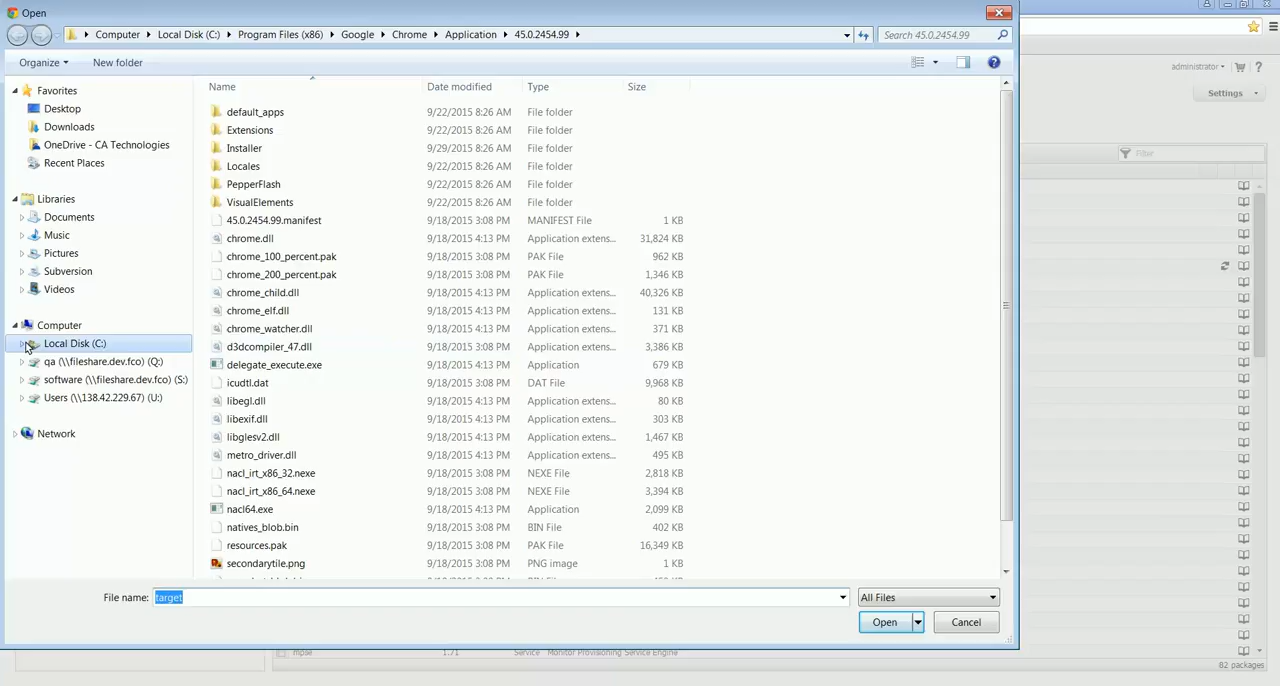 Open
Computer Local Disk (C:) Program Files (x86) Google Chrome Application 45.0.2454.99 Search 45.0.2454.99
Organize New folder
administrator
Settings
Filter
Favorites
Desktop
Downloads
OneDrive - CA Technologies
Recent Places
Libraries
Documents
Music
Pictures
Subversion
Videos
Computer
Local Disk (C:)
qa (\\fileshare.dev.fco) (Q:)
software (\\fileshare.dev.fco) (S:)
Users (\\138.42.229.67) (U:)
Network
Name Date modified Type Size
default_apps 9/22/2015 8:26 AM File folder
Extensions 9/22/2015 8:26 AM File folder
Installer 9/29/2015 8:26 AM File folder
Locales 9/22/2015 8:26 AM File folder
PepperFlash 9/22/2015 8:26 AM File folder
VisualElements 9/22/2015 8:26 AM File folder
45.0.2454.99.manifest 9/18/2015 3:08 PM MANIFEST File 1 KB
chrome.dll 9/18/2015 4:13 PM Application extens... 31,824 KB
chrome_100_percent.pak 9/18/2015 3:08 PM PAK File 962 KB
chrome_200_percent.pak 9/18/2015 3:08 PM PAK File 1,346 KB
chrome_child.dll 9/18/2015 4:13 PM Application extens... 40,326 KB
chrome_elf.dll 9/18/2015 4:13 PM Application extens... 131 KB
chrome_watcher.dll 9/18/2015 4:13 PM Application extens... 371 KB
d3dcompiler_47.dll 9/18/2015 4:13 PM Application extens... 3,386 KB
delegate_execute.exe 9/18/2015 4:13 PM Application 679 KB
icudtl.dat 9/18/2015 3:08 PM DAT File 9,968 KB
libegl.dll 9/18/2015 4:13 PM Application extens... 80 KB
libexif.dll 9/18/2015 4:13 PM Application extens... 303 KB
libglesv2.dll 9/18/2015 4:13 PM Application extens... 1,467 KB
metro_driver.dll 9/18/2015 4:13 PM Application extens... 495 KB
nacl_irt_x86_32.nexe 9/18/2015 3:08 PM NEXE File 2,818 KB
nacl_irt_x86_64.nexe 9/18/2015 3:08 PM NEXE File 3,394 KB
nacl64.exe 9/18/2015 4:13 PM Application 2,099 KB
natives_blob.bin 9/18/2015 3:08 PM BIN File 402 KB
resources.pak 9/18/2015 3:08 PM PAK File 16,349 KB
secondarytile.png 9/18/2015 3:08 PM PNG image 1 KB
File name: target All Files
Open Cancel
mpse 1.71 Service Monitor Provisioning Service Engine
82 packages